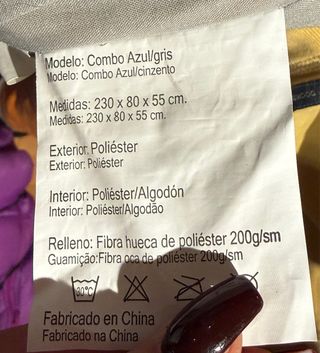 Modelo: Combo Azul/gris
Modelo: Combo Azul/cinzento
Medidas: 230 x 80 x 55 cm.
Medidas: 230 x 80 x 55 cm.
Exterior: Poliéster
Exterior: Poliéster
Interior: Poliéster/Algodón
Interior: Poliéster/Algodão
Relleno: Fibra hueca de poliéster 200g/sm
Guamição: Fibra oca de poliéster 200g/sm
30°C
Fabricado en China
Fabricado na China